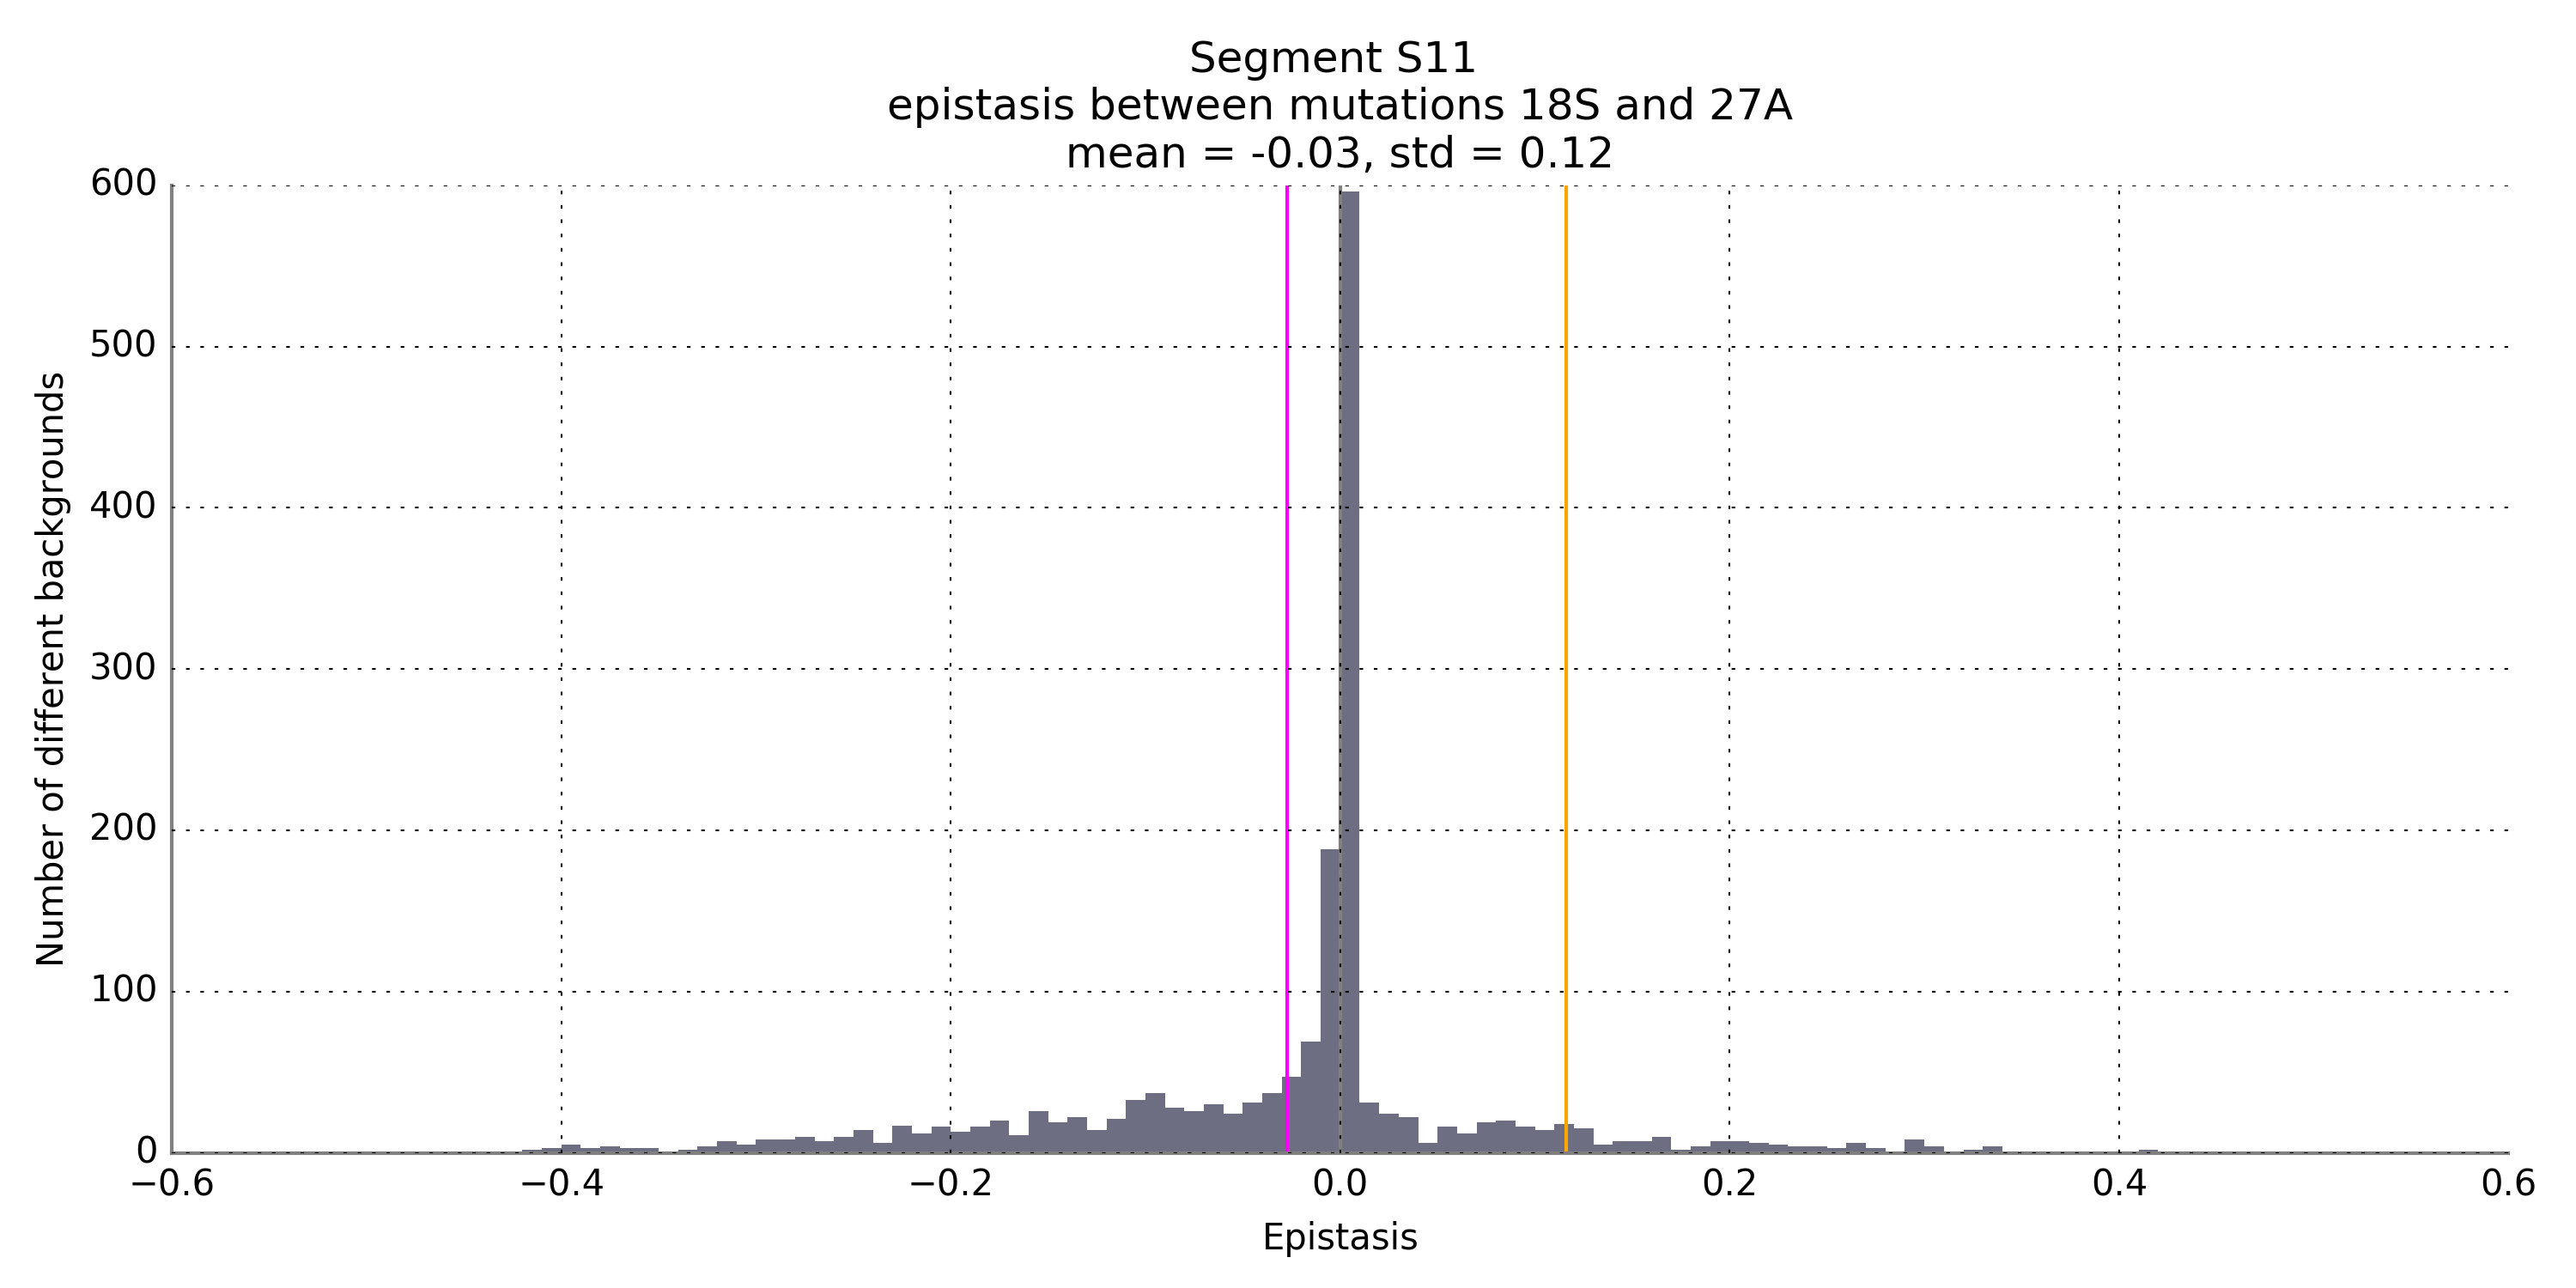 Segment S11
epistasis between mutations 18S and 27A
mean = -0.03, std = 0.12
600
500
400
300
200
100
0
Number of different backgrounds
−0.6 −0.4 −0.2 0.0 0.2 0.4 0.6
Epistasis